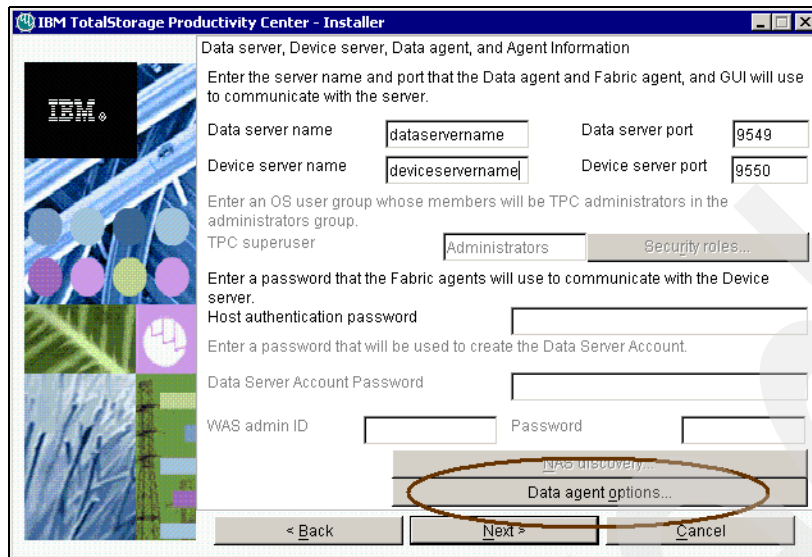 IBM TotalStorage Productivity Center - Installer
IBM®
Data server, Device server, Data agent, and Agent Information
Enter the server name and port that the Data agent and Fabric agent, and GUI will use
to communicate with the server.
Data server name dataservername Data server port 9549
Device server name deviceservername Device server port 9550
Enter an OS user group whose members will be TPC administrators in the
administrators group.
TPC superuser Administrators Security roles...
Enter a password that the Fabric agents will use to communicate with the Device
server.
Host authentication password
Enter a password that will be used to create the Data Server Account.
Data Server Account Password
WAS admin ID Password
NAS discovery...
Data agent options...
< Back Next > Cancel